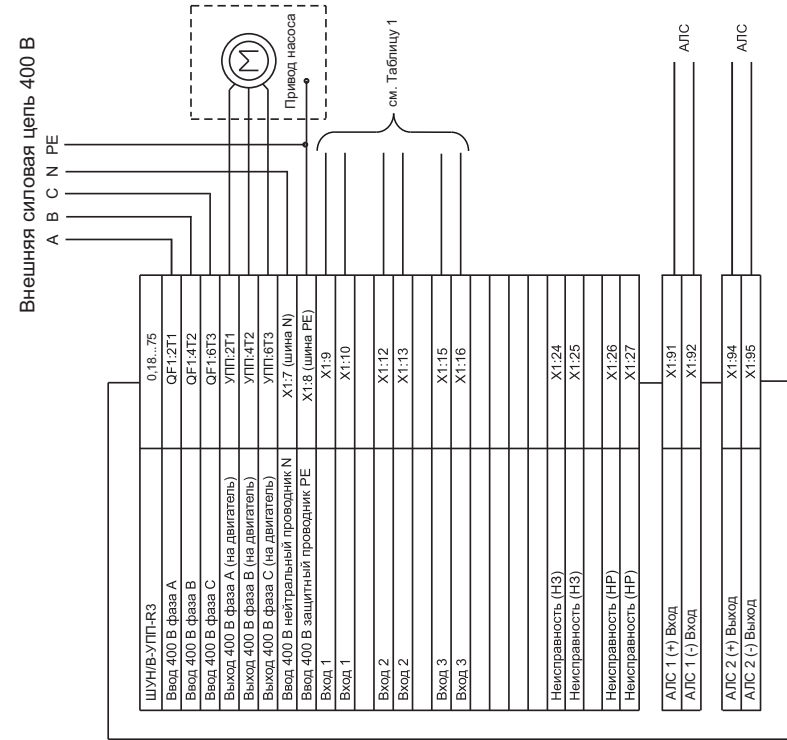 Внешняя силовая цепь 400 В
A
B
C
N
PE
M
Привод насоса
см. Таблицу 1
АЛС
АЛС
ШУН/В-УПП-R3 0,18...75
Ввод 400 В фаза А QF1:2T1
Ввод 400 В фаза В QF1:4T2
Ввод 400 В фаза С QF1:6T3
Выход 400 В фаза А (на двигатель) УПП:2T1
Выход 400 В фаза В (на двигатель) УПП:4T2
Выход 400 В фаза С (на двигатель) УПП:6T3
Ввод 400 В нейтральный проводник N X1:7 (шина N)
Ввод 400 В защитный проводник PE X1:8 (шина PE)
Вход 1 X1:9
Вход 1 X1:10
Вход 2 X1:12
Вход 2 X1:13
Вход 3 X1:15
Вход 3 X1:16
Неисправность (НЗ) X1:24
Неисправность (НЗ) X1:25
Неисправность (НР) X1:26
Неисправность (НР) X1:27
АЛС 1 (+) Вход X1:91
АЛС 1 (-) Вход X1:92
АЛС 2 (+) Выход X1:94
АЛС 2 (-) Выход X1:95